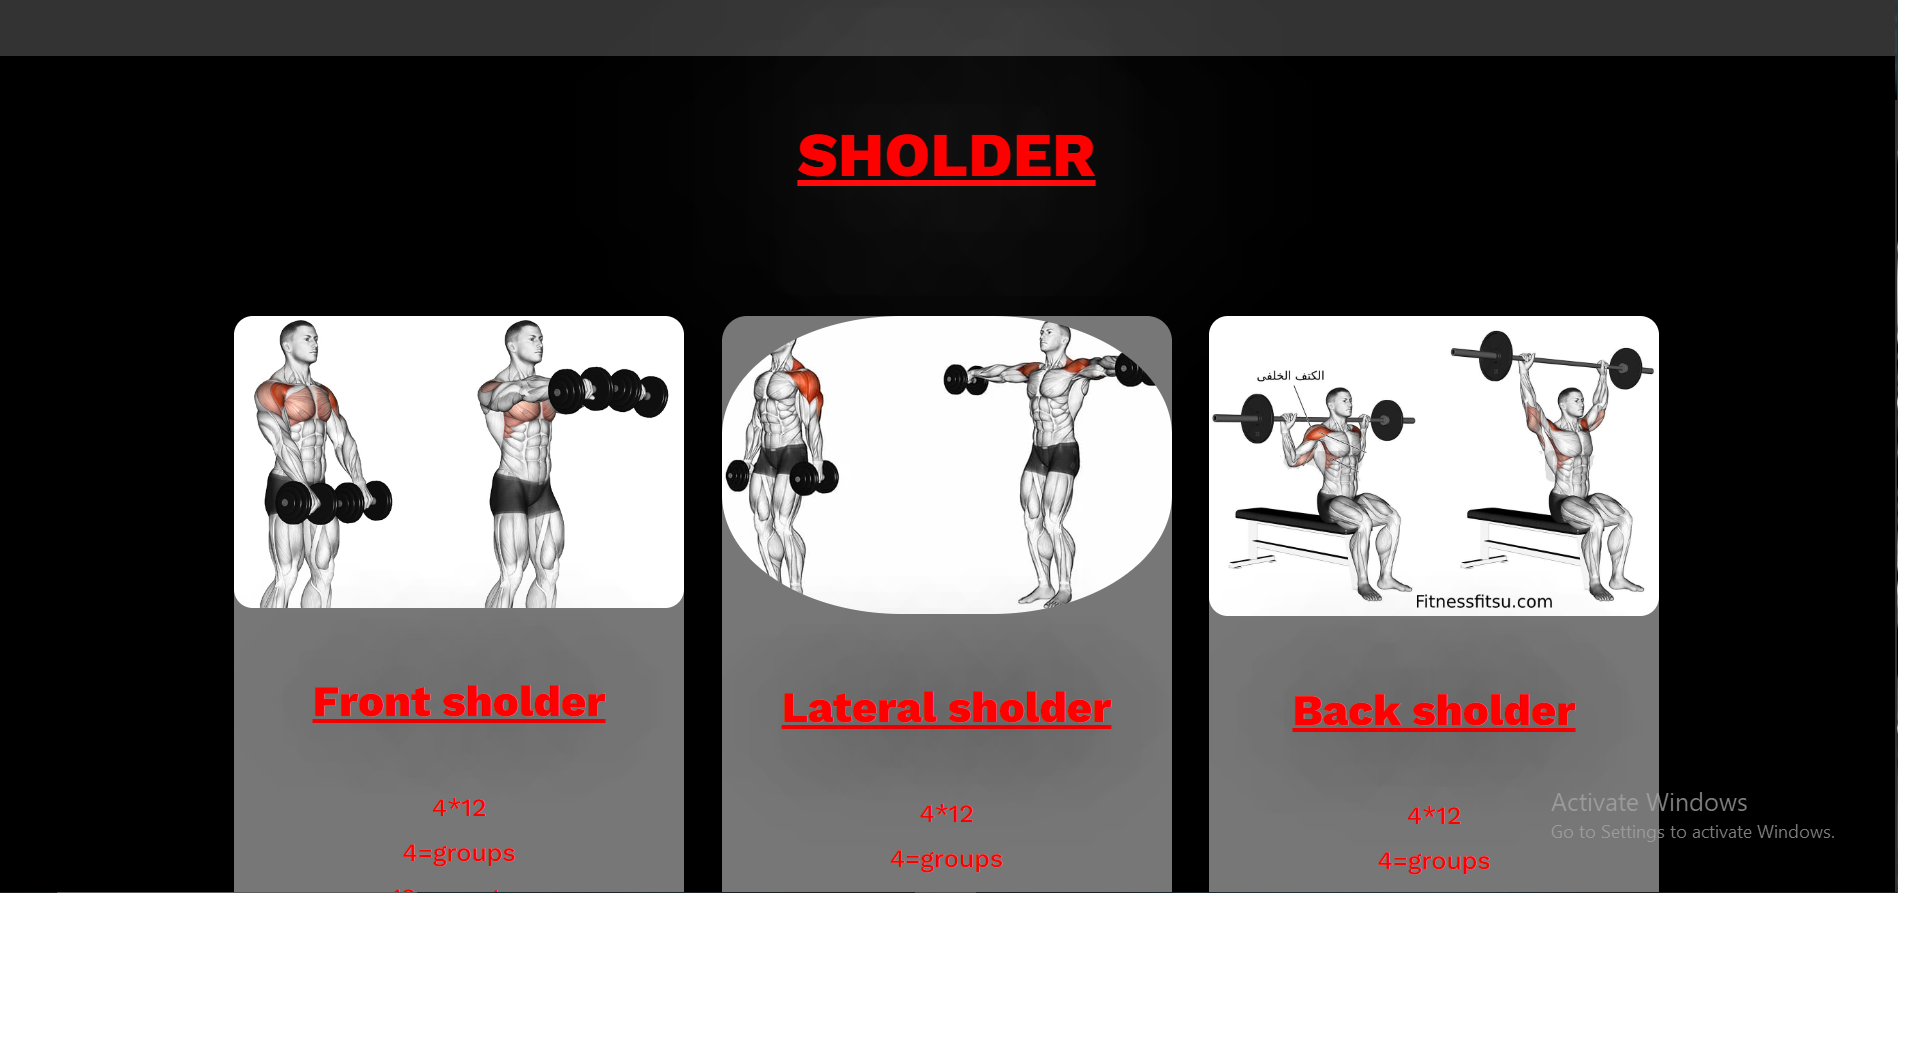 SHOLDER
الكتف الخلفى
Fitnessfitsu.com
Front sholder
Lateral sholder
Back sholder
4*12
4=groups
4*12
4=groups
4*12
4=groups
Activate Windows
Go to Settings to activate Windows.